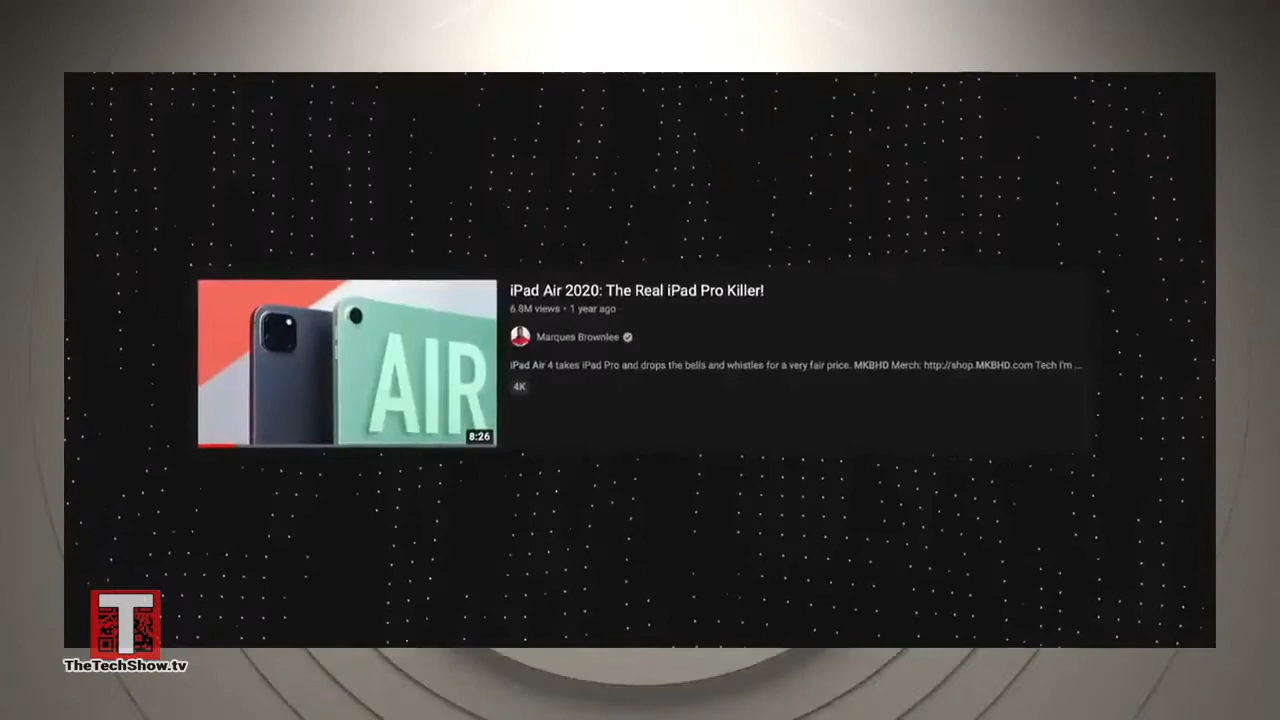 iPad Air 2020: The Real iPad Pro Killer!
6.8M views • 1 year ago
Marques Brownlee
iPad Air 4 takes iPad Pro and drops the bells and whistles for a very fair price. MKBHD Merch: http://shop.MKBHD.com Tech I'm ...
4K
AIR
8:26
T
TheTechShow.tv